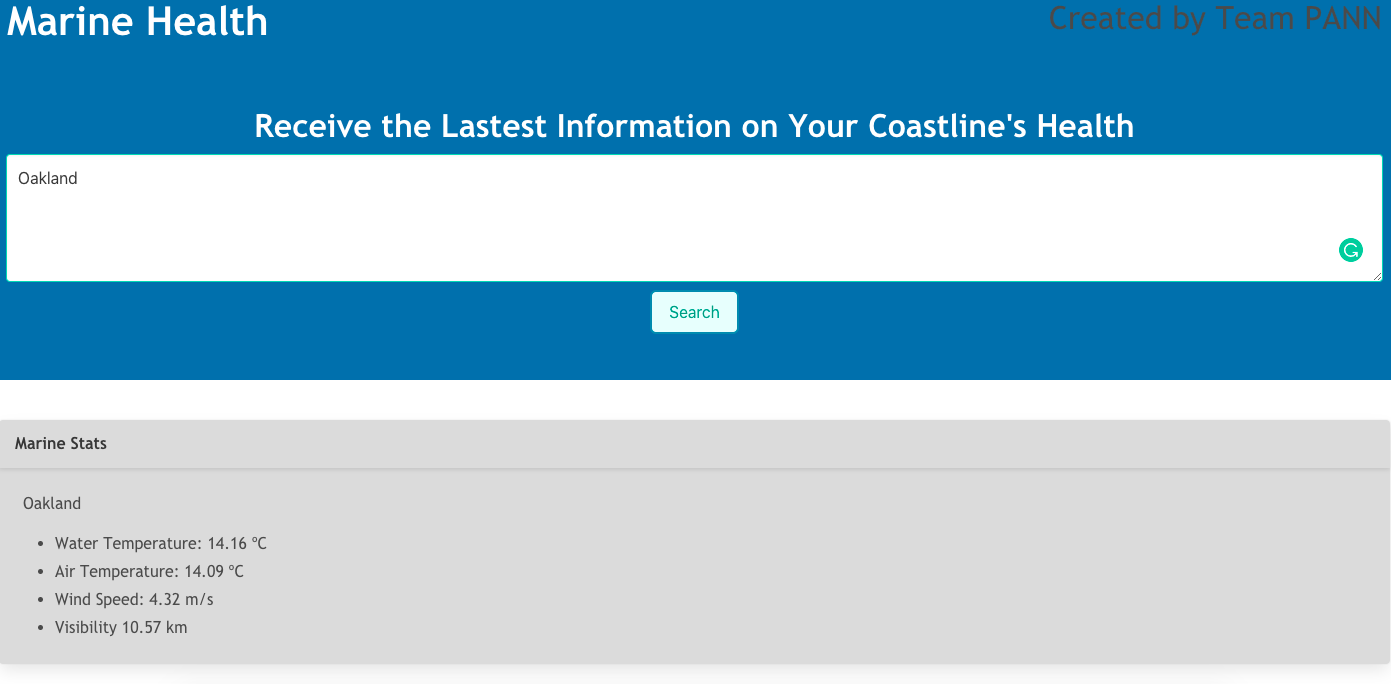 Marine Health
Created by Team PANN
Receive the Lastest Information on Your Coastline's Health
Oakland
Search
Marine Stats
Oakland
• Water Temperature: 14.16 °C
• Air Temperature: 14.09 °C
• Wind Speed: 4.32 m/s
• Visibility 10.57 km